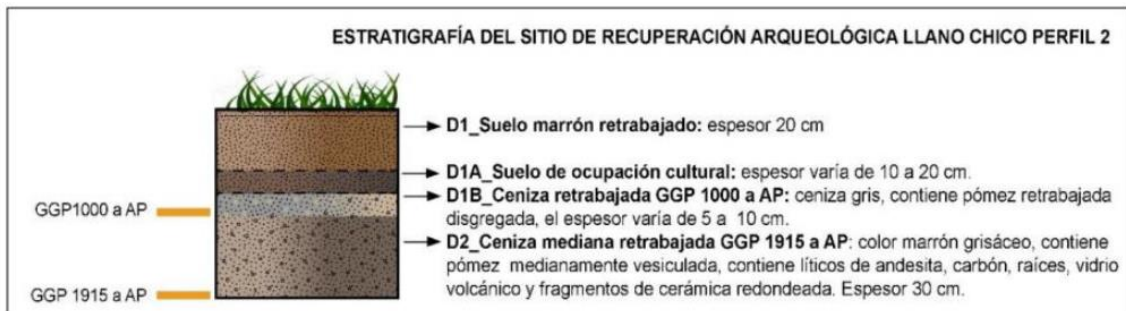 ESTRATIGRAFÍA DEL SITIO DE RECUPERACIÓN ARQUEOLÓGICA LLANO CHICO PERFIL 2
D1_Suelo marrón retrabajado: espesor 20 cm
D1A_Suelo de ocupación cultural: espesor varía de 10 a 20 cm.
D1B_Ceniza retrabajada GGP 1000 a AP: ceniza gris, contiene pómez retrabajada
disgregada, el espesor varía de 5 a 10 cm.
GGP1000 a AP
D2_Ceniza mediana retrabajada GGP 1915 a AP: color marrón grisáceo, contiene
pómez medianamente vesiculada, contiene líticos de andesita, carbón, raíces, vidrio
volcánico y fragmentos de cerámica redondeada. Espesor 30 cm.
GGP 1915 a AP